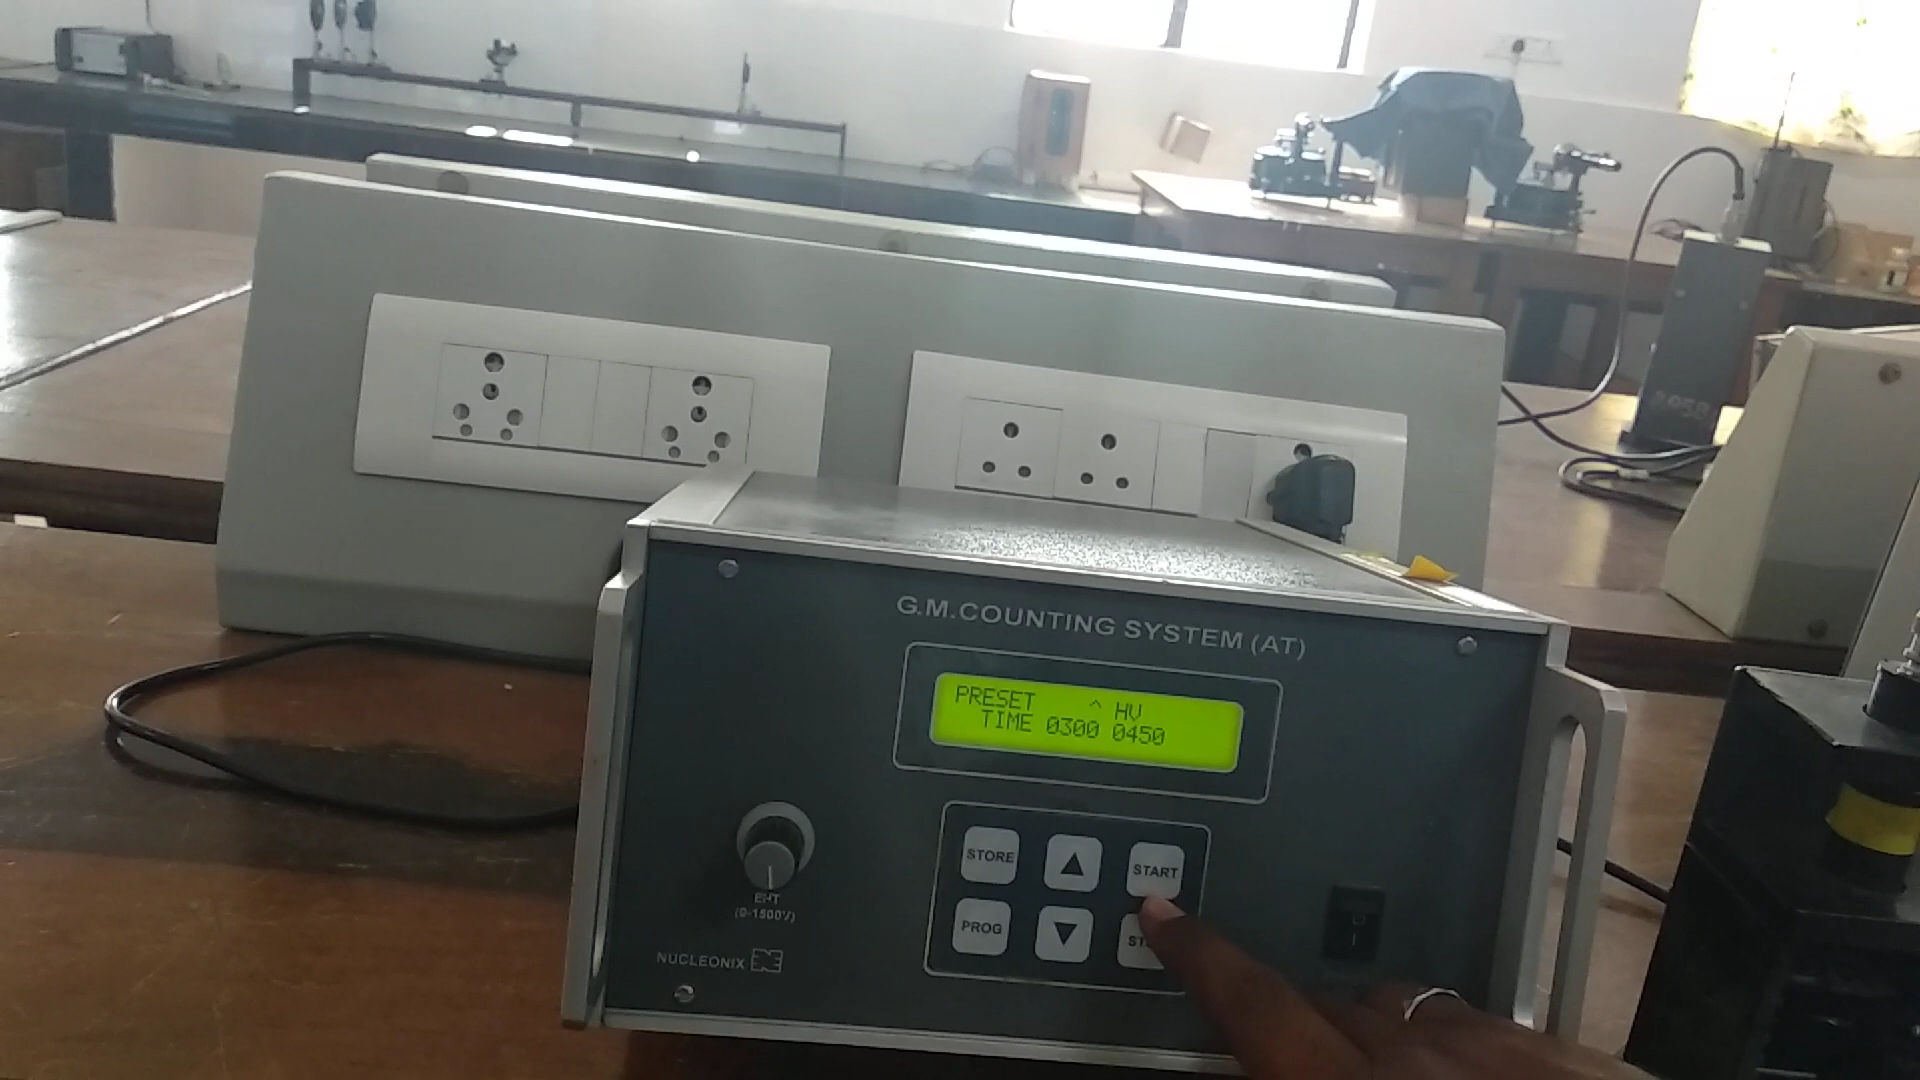 G.M.COUNTING SYSTEM (AT)
PRESET ^ HV
TIME 0300 0450
STORE
START
PROG
EHT
(0-1500V)
NUCLEONIX